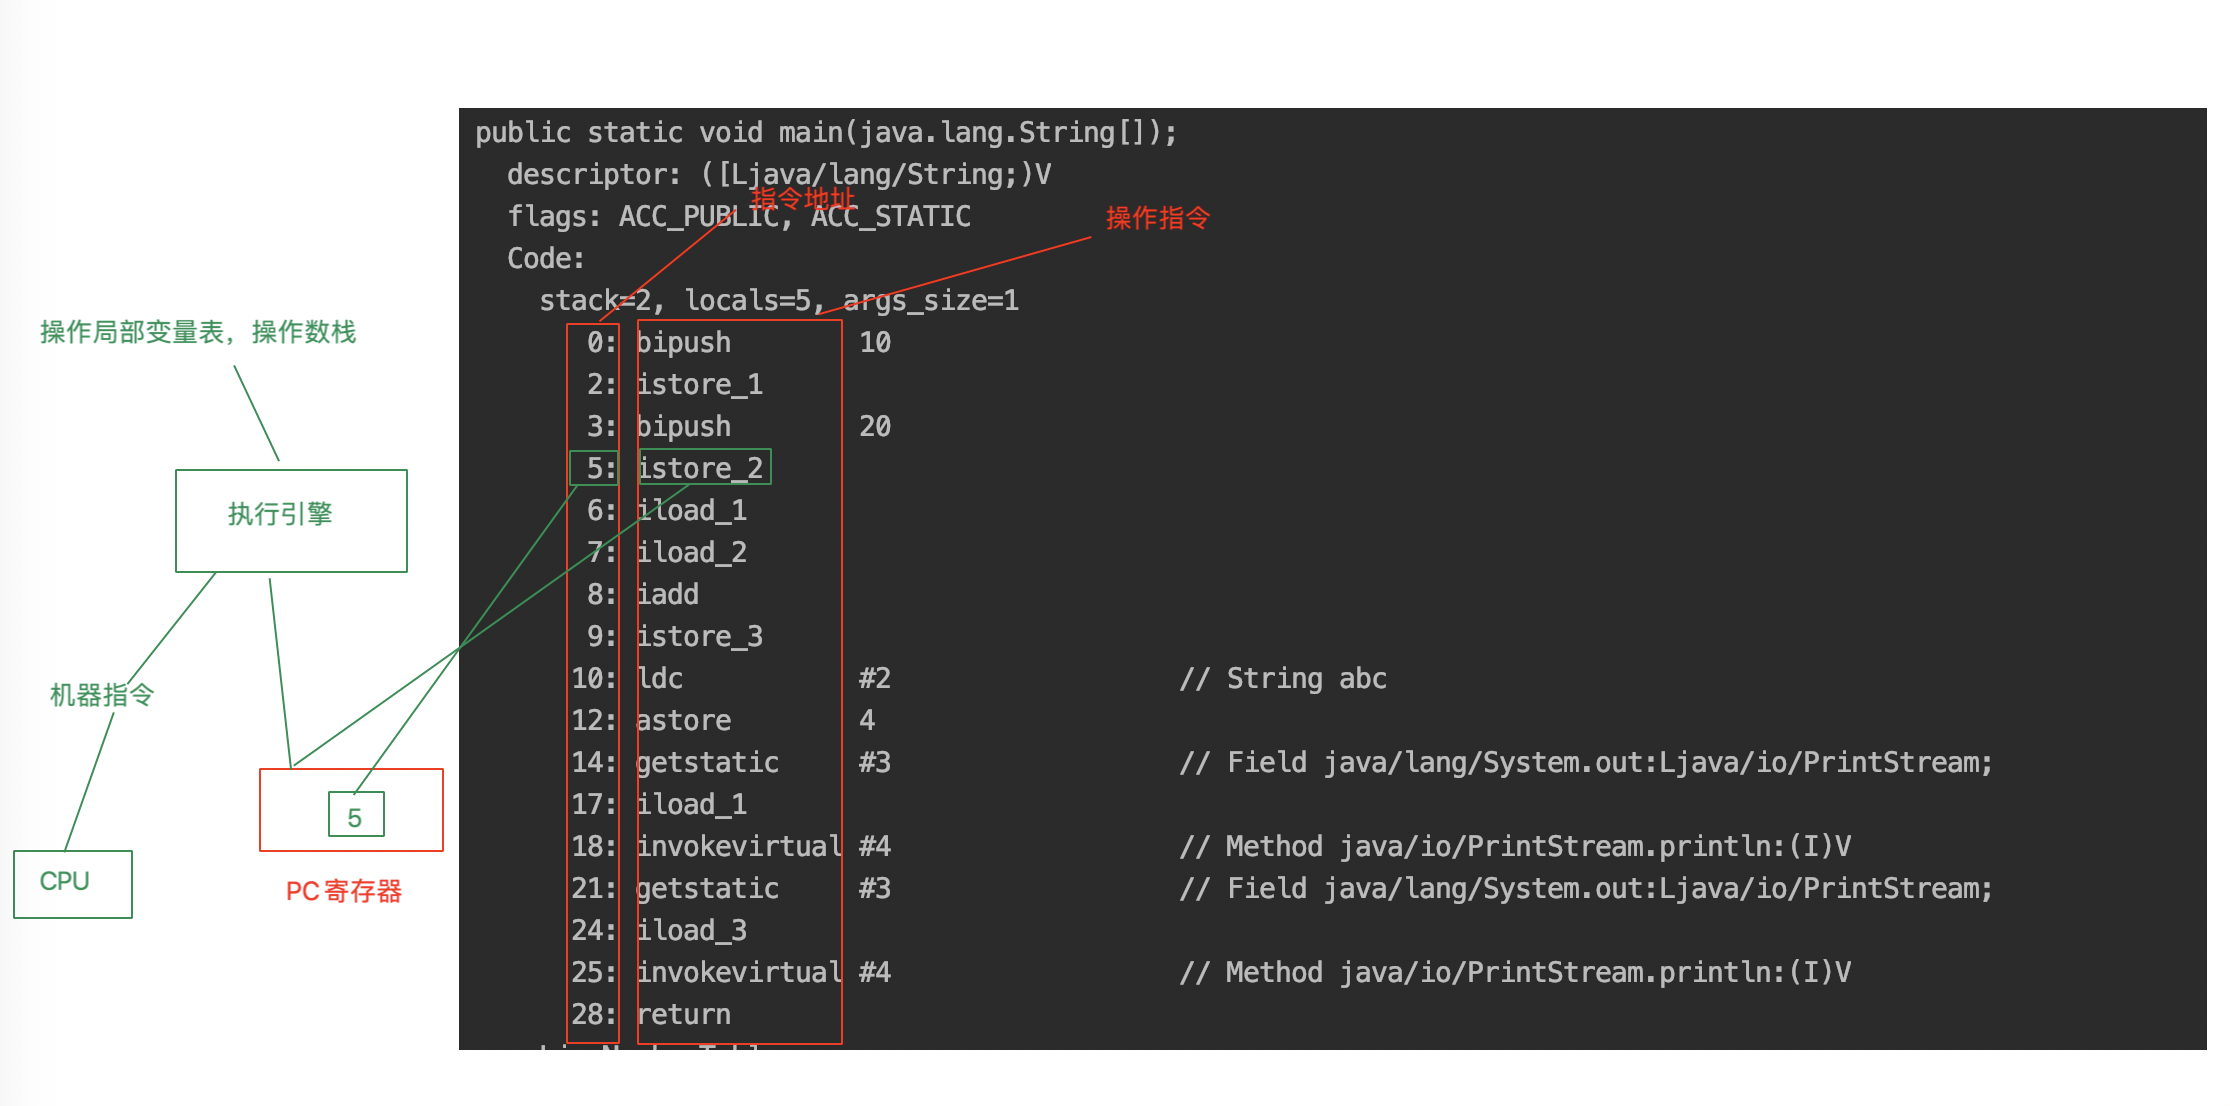 public static void main(java.lang.String[]);
descriptor: ([Ljava/lang/String;)V
指令地址
flags: ACC_PUBLIC, ACC_STATIC
操作指令
Code:
stack=2, locals=5, args_size=1
0: bipush 10
2: istore_1
3: bipush 20
5: istore_2
6: iload_1
7: iload_2
8: iadd
9: istore_3
10: ldc #2 // String abc
12: astore 4
14: getstatic #3 // Field java/lang/System.out:Ljava/io/PrintStream;
17: iload_1
18: invokevirtual #4 // Method java/io/PrintStream.println:(I)V
21: getstatic #3 // Field java/lang/System.out:Ljava/io/PrintStream;
24: iload_3
25: invokevirtual #4 // Method java/io/PrintStream.println:(I)V
28: return
操作局部变量表，操作数栈
执行引擎
机器指令
5
CPU
PC寄存器